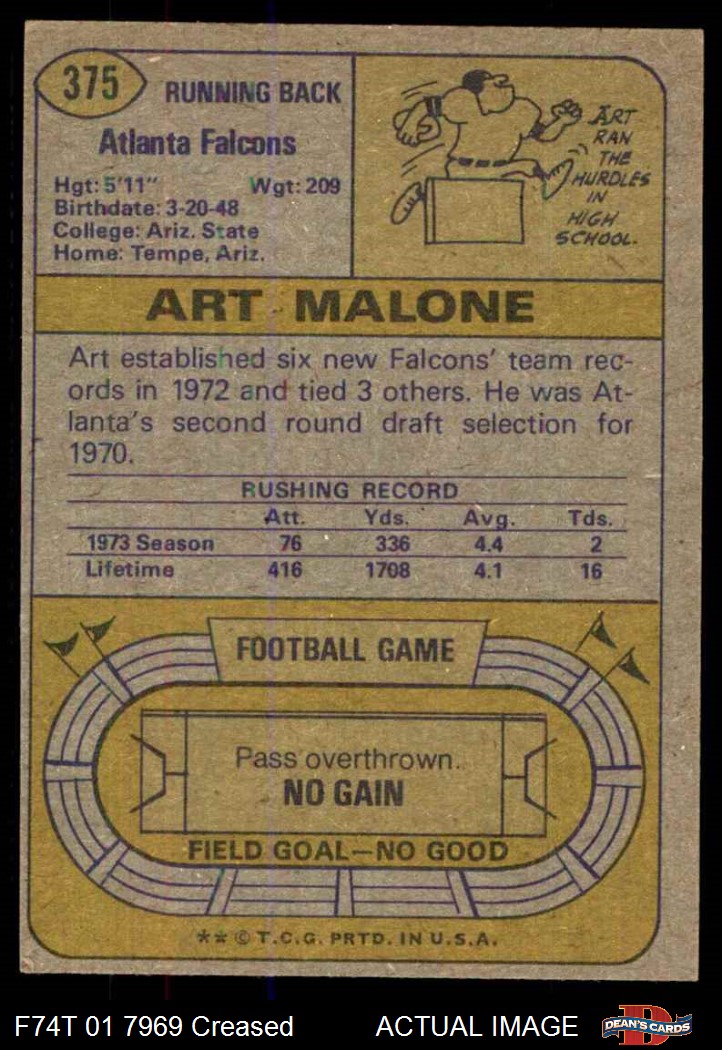 375
RUNNING BACK
Atlanta Falcons
Hgt: 5'11" Wgt: 209
Birthdate: 3-20-48
College: Ariz. State
Home: Tempe, Ariz.
ART
RAN
THE
HURDLES
IN
HIGH
SCHOOL.
ART MALONE
Art established six new Falcons' team rec-
ords in 1972 and tied 3 others. He was At-
lanta's second round draft selection for
1970.
RUSHING RECORD
Att. Yds. Avg. Tds.
1973 Season 76 336 4.4 2
Lifetime 416 1708 4.1 16
FOOTBALL GAME
Pass overthrown.
NO GAIN
FIELD GOAL—NO GOOD
** © T.C.G. PRTD. IN U.S.A.
F74T 01 7969 Creased ACTUAL IMAGE
D
DEAN'S CARDS